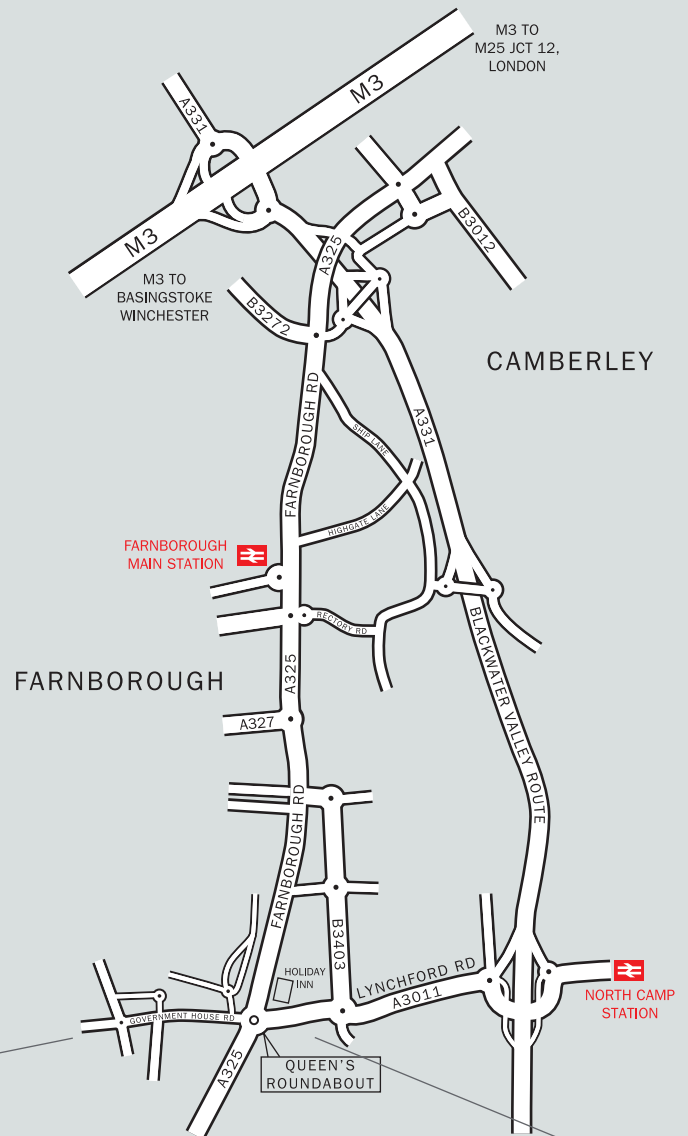 M3 TO
M25 JCT 12,
LONDON
M3
A331
B3012
A325
M3
M3 TO
BASINGSTOKE
WINCHESTER
B3272
CAMBERLEY
FARNBOROUGH RD
A331
SHIP LANE
HIGHGATE LANE
FARNBOROUGH
MAIN STATION
RECTORY RD
BLACKWATER VALLEY ROUTE
FARNBOROUGH
A325
A327
FARNBOROUGH RD
B3403
LYNCHFORD RD
HOLIDAY
INN
A3011
NORTH CAMP
STATION
GOVERNMENT HOUSE RD
A325
QUEEN'S
ROUNDABOUT